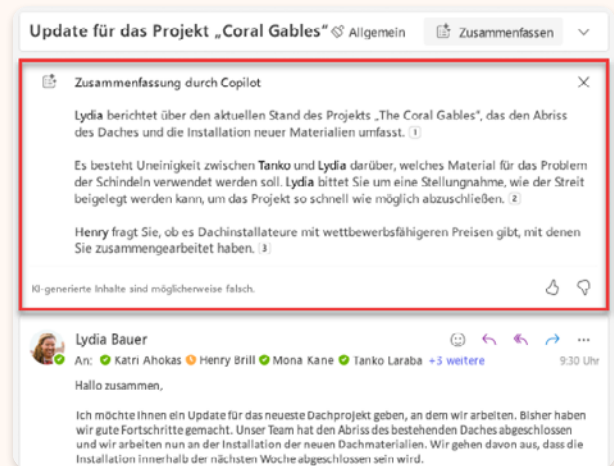 Update für das Projekt „Coral Gables“ Allgemein Zusammenfassen
Zusammenfassung durch Copilot
Lydia berichtet über den aktuellen Stand des Projekts „The Coral Gables“, das den Abriss
des Daches und die Installation neuer Materialien umfasst. 1
Es besteht Uneinigkeit zwischen Tanko und Lydia darüber, welches Material für das Problem
der Schindeln verwendet werden soll. Lydia bittet Sie um eine Stellungnahme, wie der Streit
beigelegt werden kann, um das Projekt so schnell wie möglich abzuschließen. 2
Henry fragt Sie, ob es Dachinstallateure mit wettbewerbsfähigeren Preisen gibt, mit denen
Sie zusammengearbeitet haben. 3
KI-generierte Inhalte sind möglicherweise falsch.
Lydia Bauer
An: Katri Ahokas Henry Brill Mona Kane Tanko Laraba +3 weitere 9:30 Uhr
Hallo zusammen,
Ich möchte Ihnen ein Update für das neueste Dachprojekt geben, an dem wir arbeiten. Bisher haben
wir gute Fortschritte gemacht. Unser Team hat den Abriss des bestehenden Daches abgeschlossen
und wir arbeiten nun an der Installation der neuen Dachmaterialien. Wir gehen davon aus, dass die
Installation innerhalb der nächsten Woche abgeschlossen sein wird.